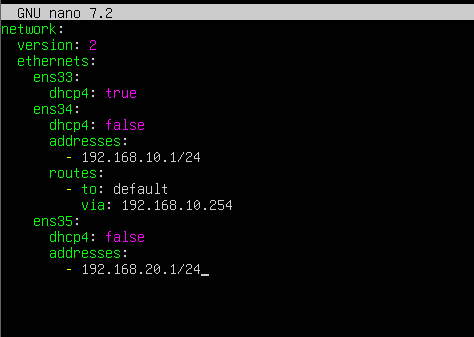 GNU nano 7.2
network:
  version: 2
  ethernets:
    ens33:
      dhcp4: true
    ens34:
      dhcp4: false
      addresses:
        - 192.168.10.1/24
      routes:
        - to: default
          via: 192.168.10.254
    ens35:
      dhcp4: false
      addresses:
        - 192.168.20.1/24